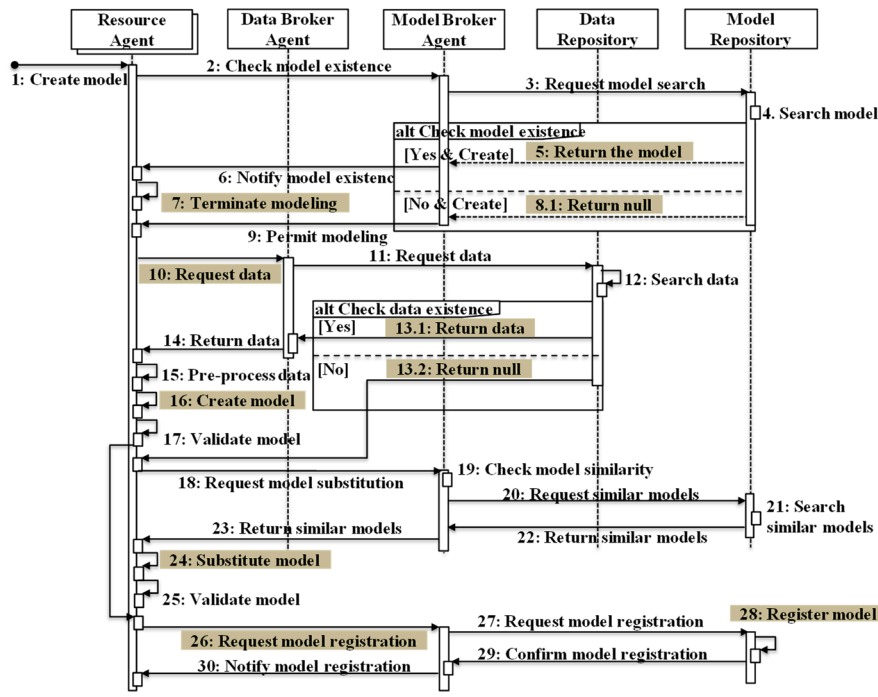 Resource
Agent
Data Broker
Agent
Model Broker
Agent
Data
Repository
Model
Repository
1: Create model
2: Check model existence
3: Request model search
4. Search model
alt Check model existence
[Yes & Create]
5: Return the model
6: Notify model existenc
7: Terminate modeling
[No & Create]
8.1: Return null
9: Permit modeling
10: Request data
11: Request data
12: Search data
alt Check data existence
[Yes]
13.1: Return data
14: Return data
[No]
13.2: Return null
15: Pre-process data
16: Create model
17: Validate model
18: Request model substitution
19: Check model similarity
20: Request similar models
21: Search
similar models
22: Return similar models
23: Return similar models
24: Substitute model
25: Validate model
26: Request model registration
27: Request model registration
28: Register model
29: Confirm model registration
30: Notify model registration